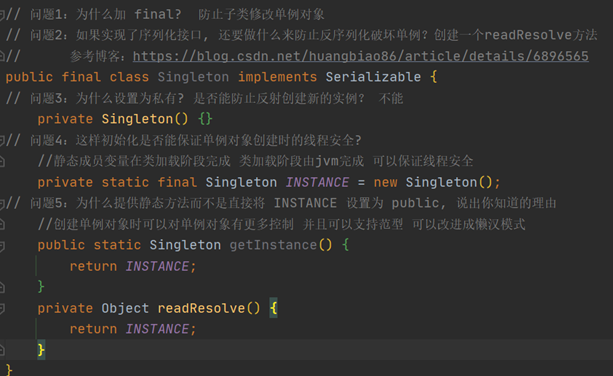 // 问题1：为什么加 final？ 防止子类修改单例对象
// 问题2：如果实现了序列化接口, 还要做什么来防止反序列化破坏单例？创建一个readResolve方法
// 参考博客：https://blog.csdn.net/huangbiao86/article/details/6896565
public final class Singleton implements Serializable {
// 问题3：为什么设置为私有？ 是否能防止反射创建新的实例？ 不能
private Singleton() {}
// 问题4：这样初始化是否能保证单例对象创建时的线程安全？
//静态成员变量在类加载阶段完成 类加载阶段由jvm完成 可以保证线程安全
private static final Singleton INSTANCE = new Singleton();
// 问题5：为什么提供静态方法而不是直接将 INSTANCE 设置为 public, 说出你知道的理由
//创建单例对象时可以对单例对象有更多控制 并且可以支持范型 可以改进成懒汉模式
public static Singleton getInstance() {
return INSTANCE;
}
private Object readResolve() {
return INSTANCE;
}
}